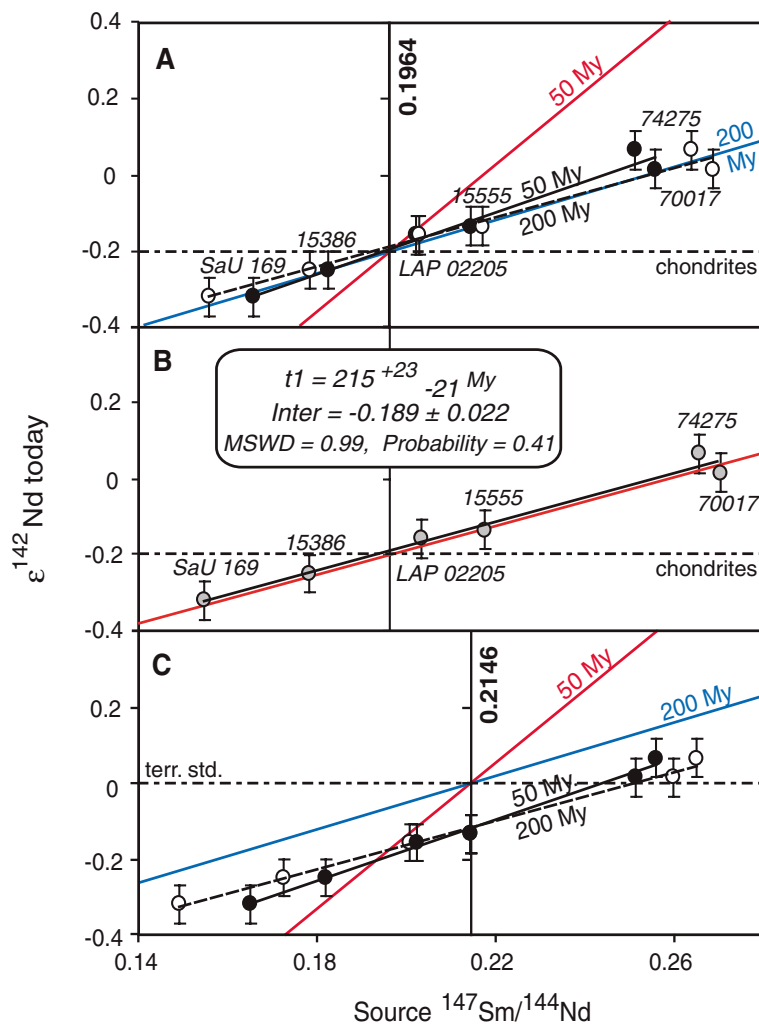 0.4
A
0.1964
50 My
74275
0.2
200
My
0
15555
50 My
70017
200 My
15386
-0.2
SaU 169
LAP 02205
chondrites
-0.4
B
t1 = 215 +23 -21 My
Inter = -0.189 ± 0.022
MSWD = 0.99, Probability = 0.41
0.2
74275
0
15555
70017
15386
-0.2
SaU 169
LAP 02205
chondrites
-0.4
C
0.2146
50 My
200 My
0.2
terr. std.
0
50 My.
200 My
-0.2
-0.4
0.14
0.18
0.22
0.26
ε142Nd today
Source 147Sm/144Nd